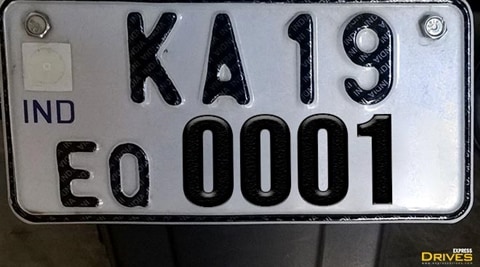 KA 19
IND
EQ 0001
EXPRESS
DRIVES